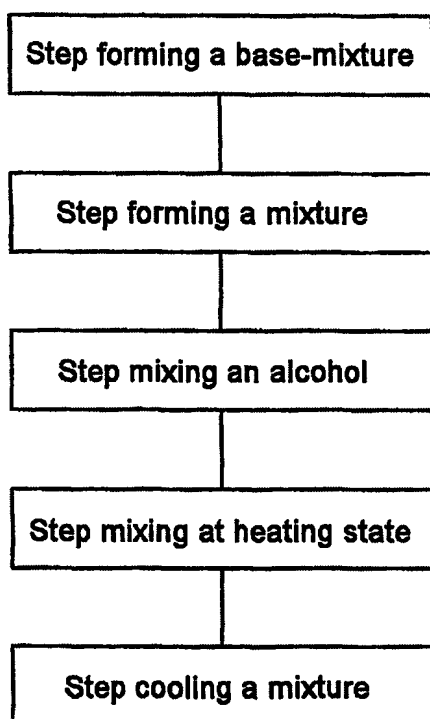 Step forming a base-mixture
Step forming a mixture
Step mixing an alcohol
Step mixing at heating state
Step cooling a mixture